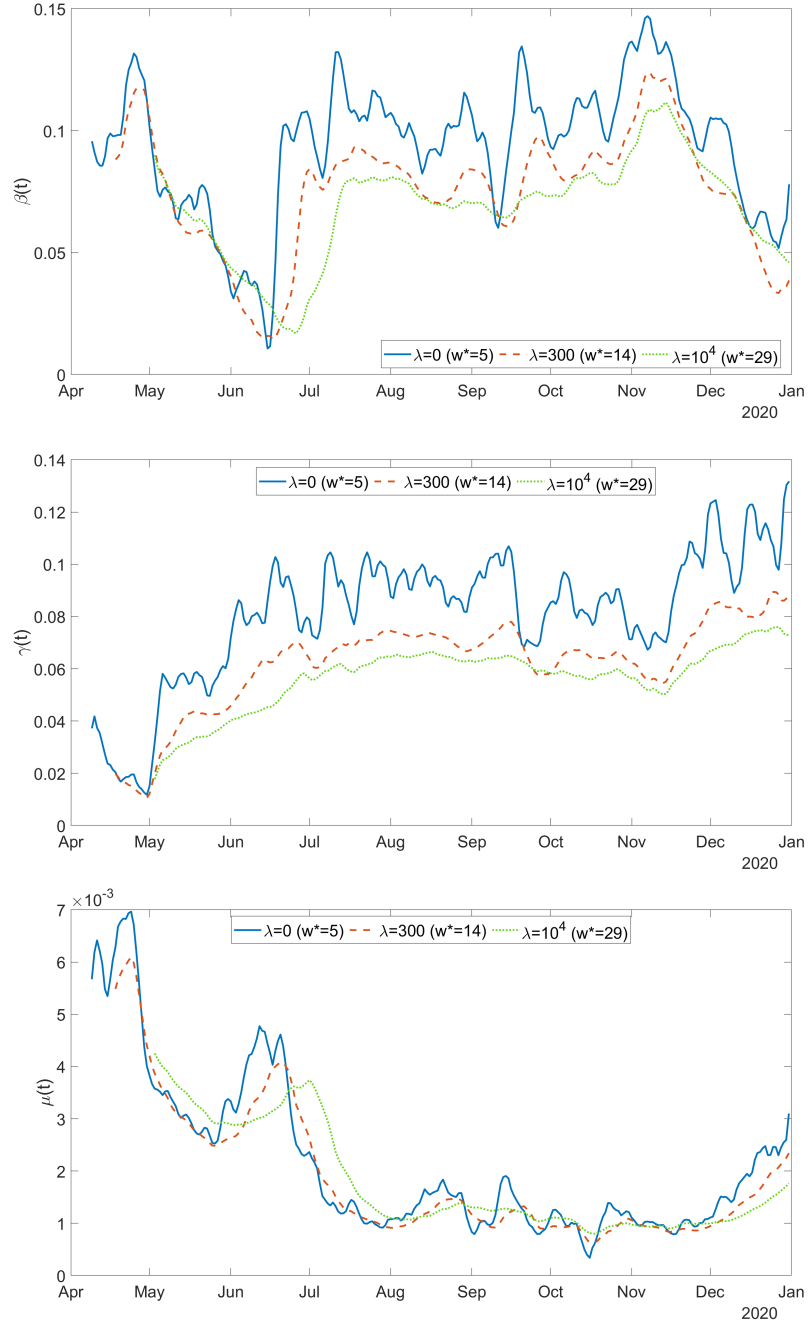 0.15
0.1
0.05
0
β(t)
λ=0 (w*=5) λ=300 (w*=14) λ=10⁴ (w*=29)
Apr May Jun Jul Aug Sep Oct Nov Dec Jan
2020
0.14
0.12
0.1
0.08
0.06
0.04
0.02
0
γ(t)
λ=0 (w*=5) λ=300 (w*=14) λ=10⁴ (w*=29)
Apr May Jun Jul Aug Sep Oct Nov Dec Jan
2020
×10⁻³
7
6
5
4
3
2
1
0
μ(t)
λ=0 (w*=5) λ=300 (w*=14) λ=10⁴ (w*=29)
Apr May Jun Jul Aug Sep Oct Nov Dec Jan
2020